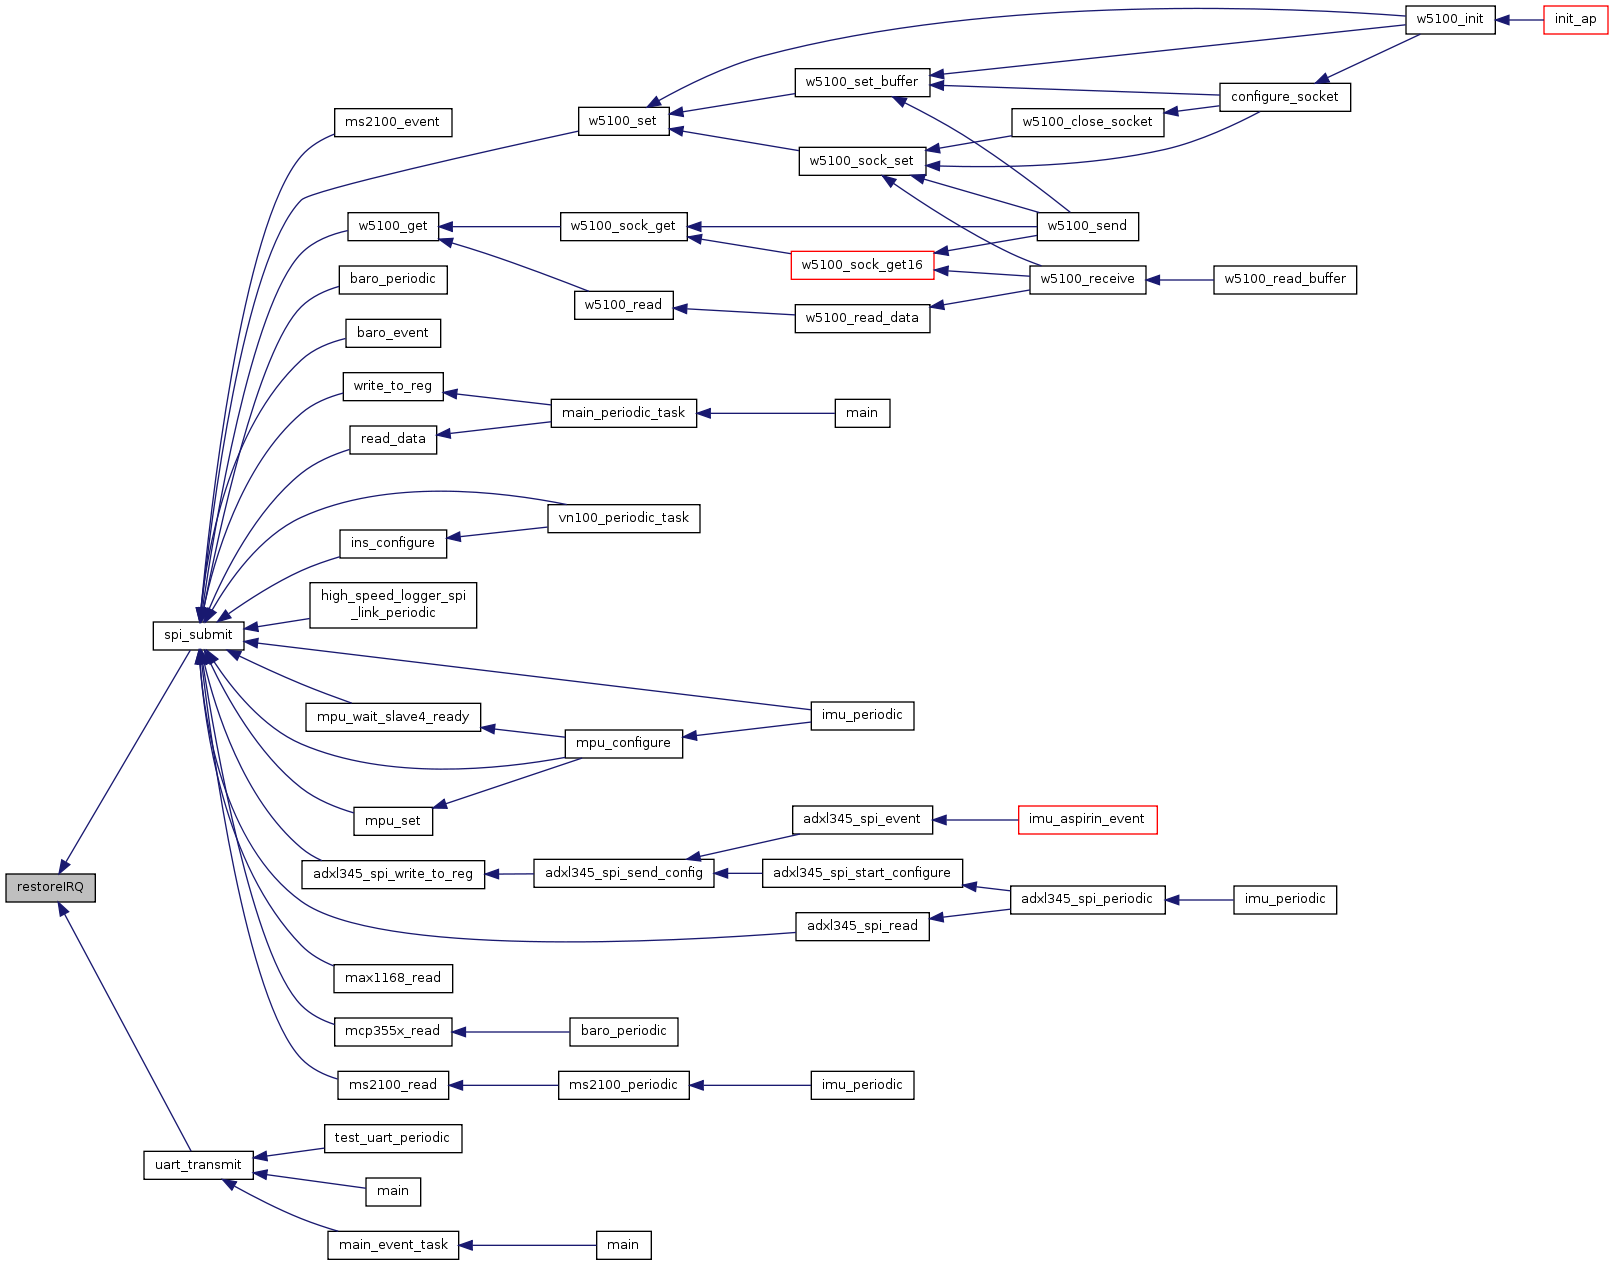 w5100_init
init_ap
w5100_set_buffer
configure_socket
ms2100_event
w5100_set
w5100_close_socket
w5100_sock_set
w5100_get
w5100_sock_get
w5100_send
w5100_sock_get16
baro_periodic
w5100_receive
w5100_read_buffer
w5100_read
w5100_read_data
baro_event
write_to_reg
main_periodic_task
main
read_data
vn100_periodic_task
ins_configure
high_speed_logger_spi
_link_periodic
spi_submit
mpu_wait_slave4_ready
imu_periodic
mpu_configure
mpu_set
adxl345_spi_event
imu_aspirin_event
adxl345_spi_write_to_reg
adxl345_spi_send_config
adxl345_spi_start_configure
restoreIRQ
adxl345_spi_periodic
imu_periodic
adxl345_spi_read
max1168_read
mcp355x_read
baro_periodic
ms2100_read
ms2100_periodic
imu_periodic
test_uart_periodic
uart_transmit
main
main_event_task
main